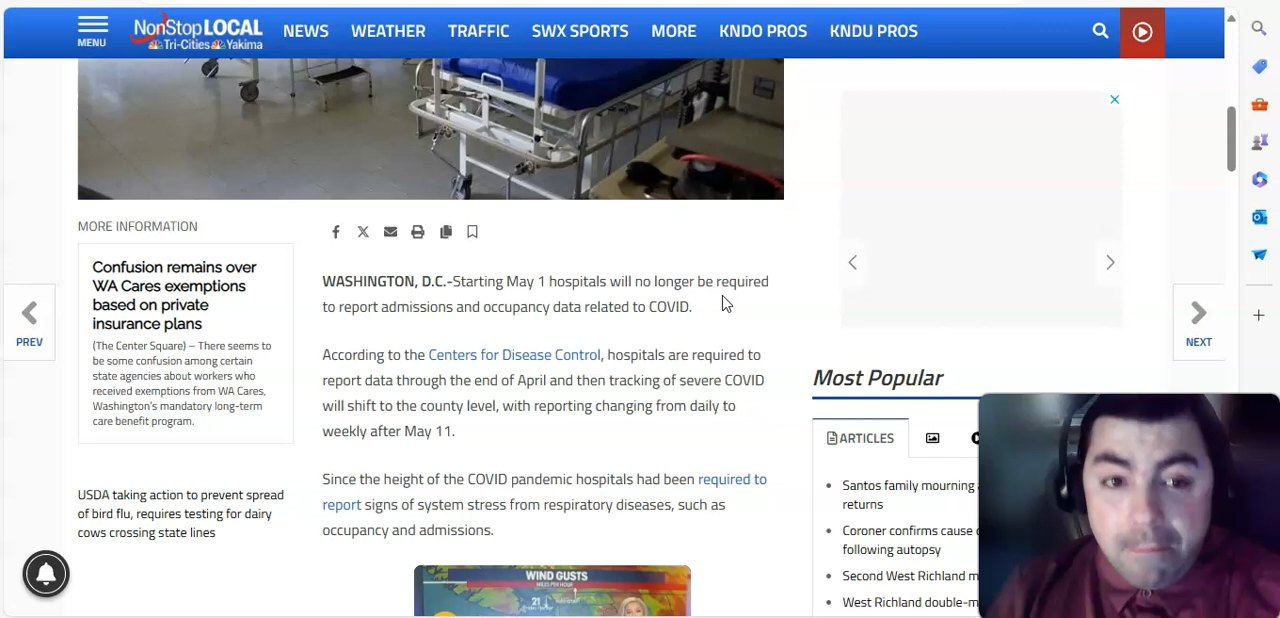 MENU
NonStop LOCAL
Tri-Cities Yakima
NEWS WEATHER TRAFFIC SWX SPORTS MORE KNDO PROS KNDU PROS
MORE INFORMATION
Confusion remains over
WA Cares exemptions
based on private
insurance plans
(The Center Square) – There seems to
be some confusion among certain
state agencies about workers who
received exemptions from WA Cares,
Washington's mandatory long-term
care benefit program.
USDA taking action to prevent spread
of bird flu, requires testing for dairy
cows crossing state lines
PREV
WASHINGTON, D.C.-Starting May 1 hospitals will no longer be required
to report admissions and occupancy data related to COVID.
According to the Centers for Disease Control, hospitals are required to
report data through the end of April and then tracking of severe COVID
will shift to the county level, with reporting changing from daily to
weekly after May 11.
Since the height of the COVID pandemic hospitals had been required to
report signs of system stress from respiratory diseases, such as
occupancy and admissions.
WIND GUSTS
21
NEXT
Most Popular
ARTICLES
Santos family mourning
returns
Coroner confirms cause
following autopsy
Second West Richland m
West Richland double-m